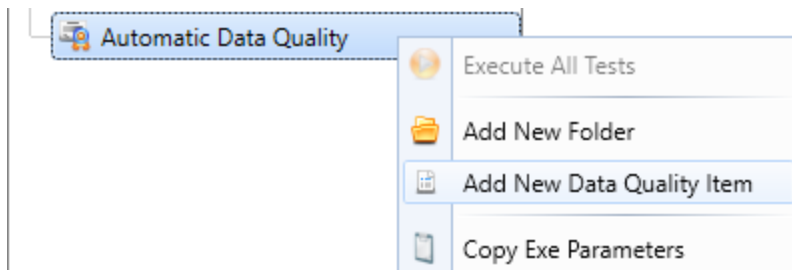 Automatic Data Quality
Execute All Tests
Add New Folder
Add New Data Quality Item
Copy Exe Parameters